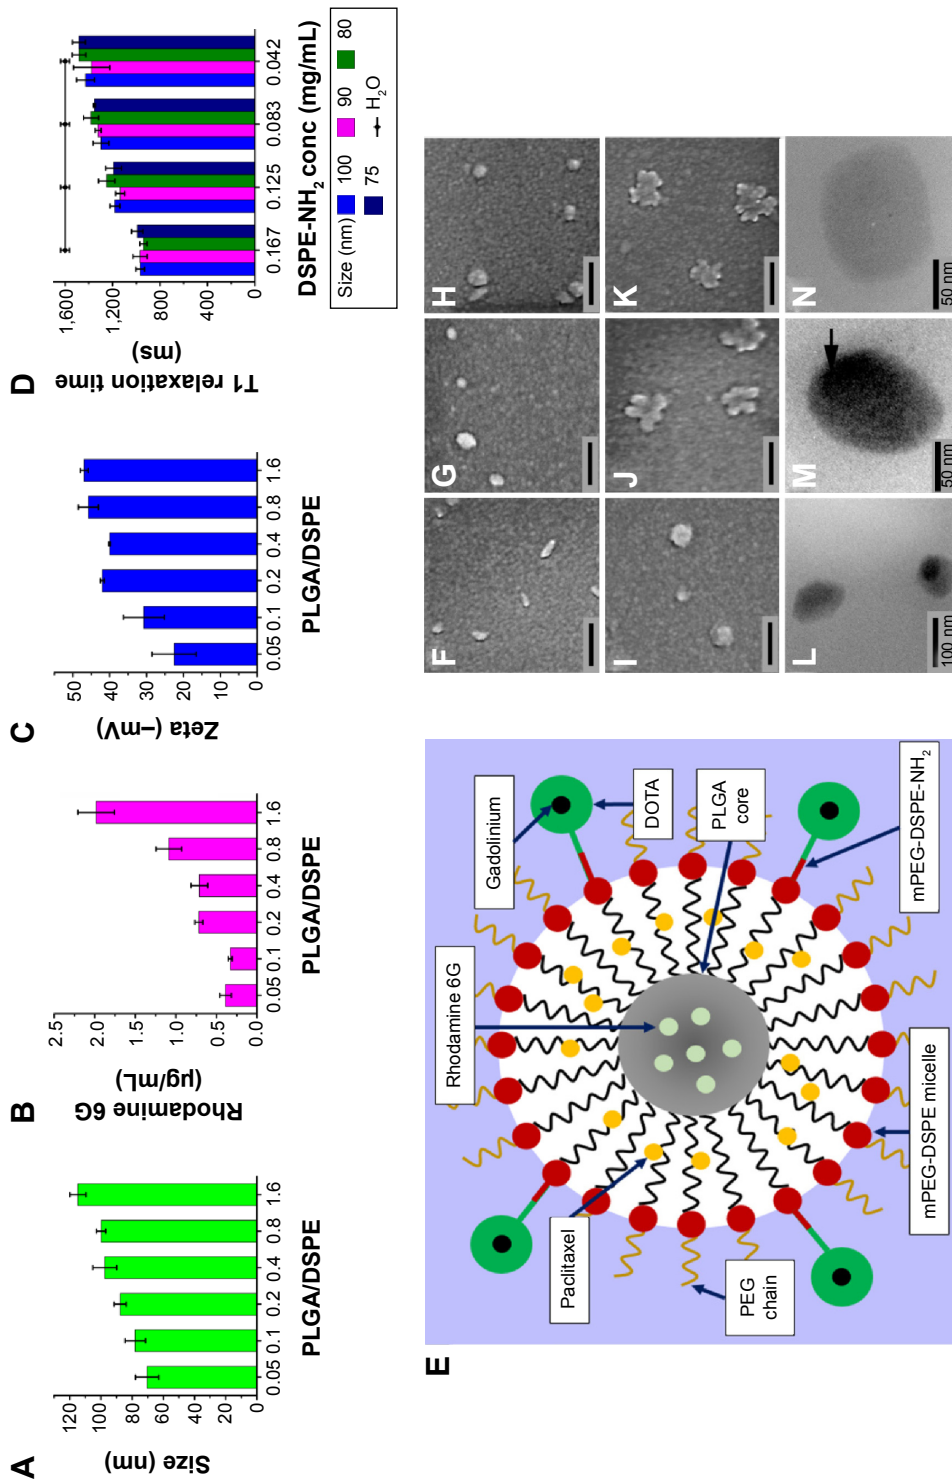 A
Size (nm)
120
100
80
60
40
20
0
0.05 0.1 0.2 0.4 0.8 1.6
PLGA/DSPE
B
Rhodamine 6G
(µg/mL)
2.5
2.0
1.5
1.0
0.5
0.0
0.05 0.1 0.2 0.4 0.8 1.6
PLGA/DSPE
C
Zeta (–mV)
50
40
30
20
10
0
0.05 0.1 0.2 0.4 0.8 1.6
PLGA/DSPE
D
T1 relaxation time
(ms)
1,600
1,200
800
400
0
0.167 0.125 0.083 0.042
DSPE-NH₂ conc (mg/mL)
Size (nm) 100 90 80
75 H₂O
E
Paclitaxel
Rhodamine 6G
Gadolinium
DOTA
PLGA
core
PEG
chain
mPEG-DSPE micelle
mPEG-DSPE-NH₂
F
G
H
I
J
K
L
100 nm
M
50 nm
N
50 nm